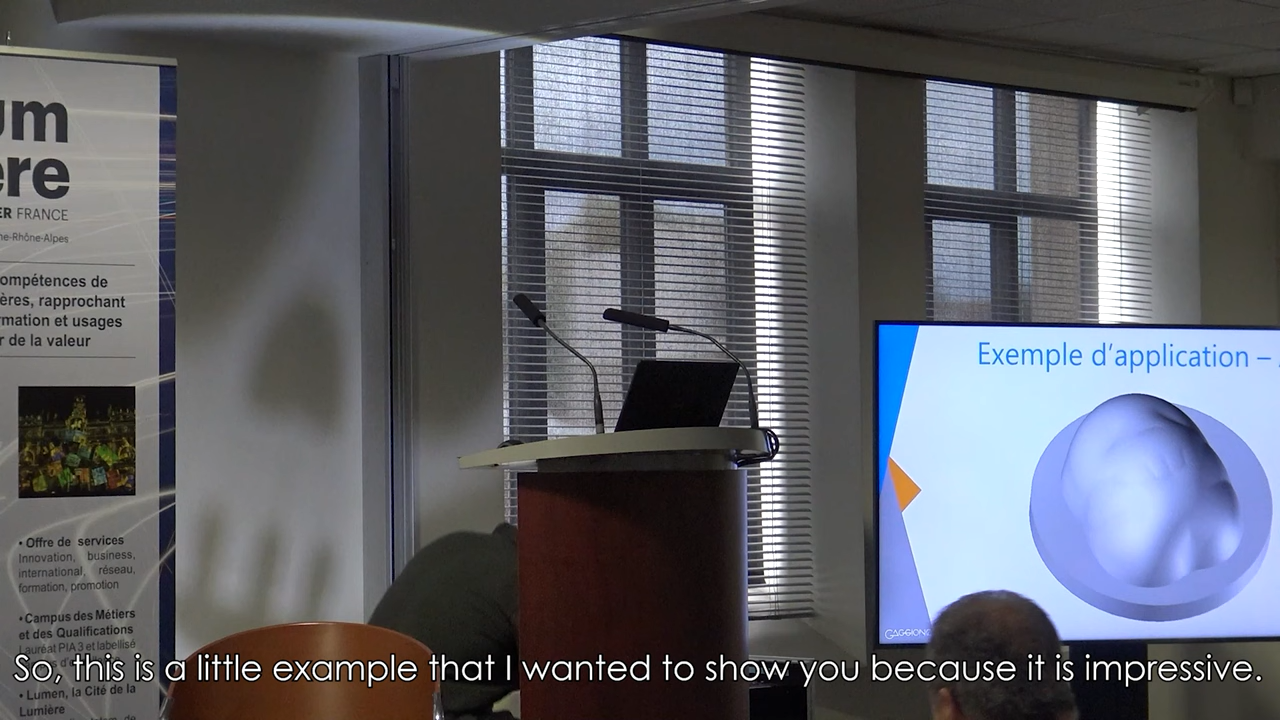 um
ère
ER FRANCE
ne-Rhône-Alpes
ompétences de
ères, rapprochant
rmation et usages
r de la valeur
• Offre de services
Innovation, business,
international, réseau,
formation, promotion
• Campus des Métiers
et des Qualifications
Lauréat PIA 3 et labellisé
• Lumen, la Cité de la
Lumière
Exemple d'application –
GAGGIONE
So, this is a little example that I wanted to show you because it is impressive.